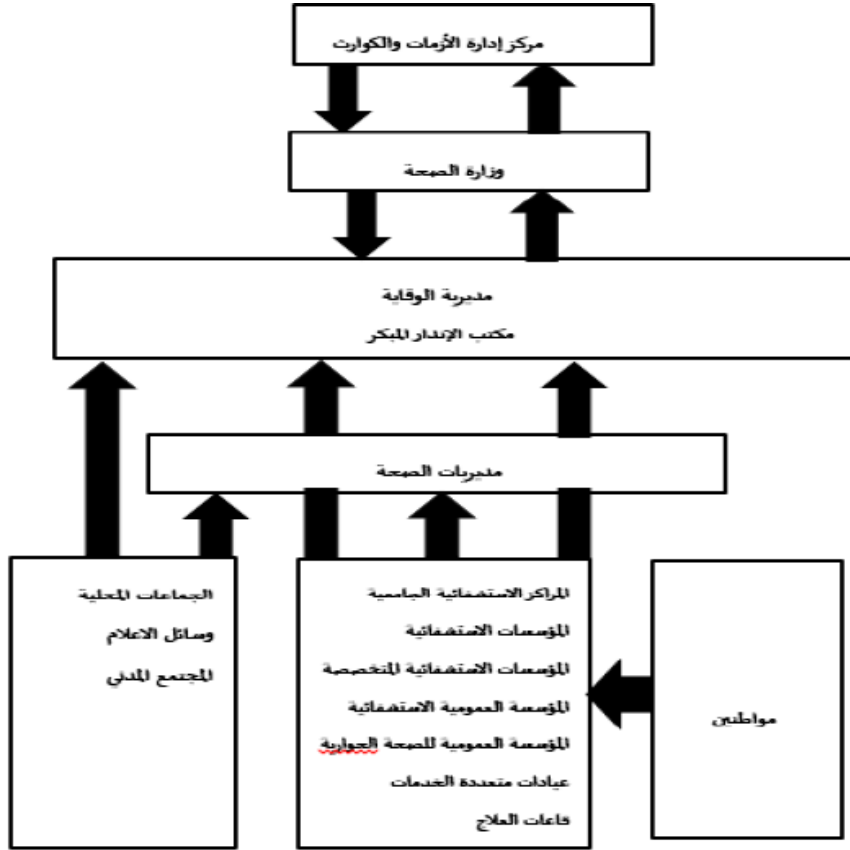 مركز إدارة الأزمات والكوارث
وزارة الصحة
مديرية الوقاية
مكتب الإنذار المبكر
مديريات الصحة
المراكز الاستشفائية الجامعية
المؤسسات الاستشفائية
المؤسسات الاستشفائية المتخصصة
المؤسسة العمومية الاستشفائية
المؤسسة العمومية للصحة الجوارية
عيادات متعددة الخدمات
قاعات العلاج
الجماعات المحلية
وسائل الاعلام
المجتمع المدني
مواطنين